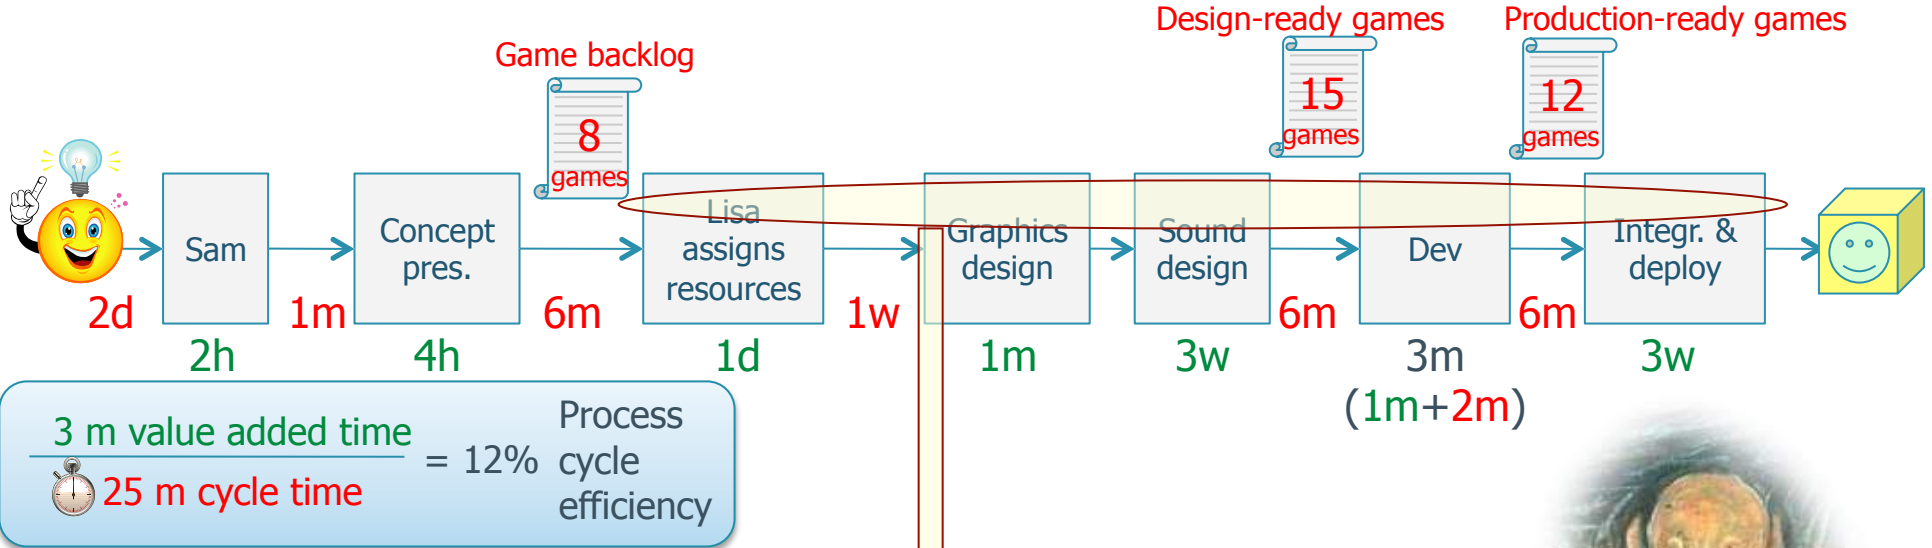 Design-ready games
Production-ready games
Game backlog
8
games
15
games
12
games
Sam
Concept
pres.
Lisa
assigns
resources
Graphics
design
Sound
design
Dev
Integr. &
deploy
2d
1m
6m
1w
6m
6m
2h
4h
1d
1m
3w
3m
(1m+2m)
3w
3 m value added time
25 m cycle time
= 12%
Process
cycle
efficiency